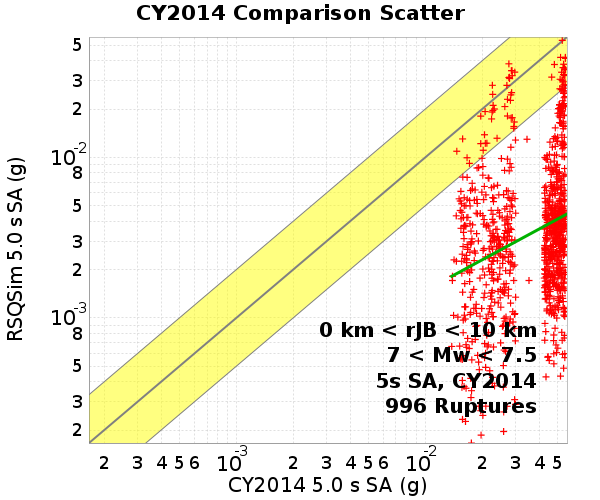 CY2014 Comparison Scatter
RSQSim 5.0 s SA (g)
5
3
2
10-2
8
5
3
2
10-3
8
5
3
2
0 km < rJB < 10 km
7 < Mw < 7.5
5s SA, CY2014
996 Ruptures
2 3 4 5 6 10-3 2 3 4 5 6 10-2 2 3 4 5
CY2014 5.0 s SA (g)